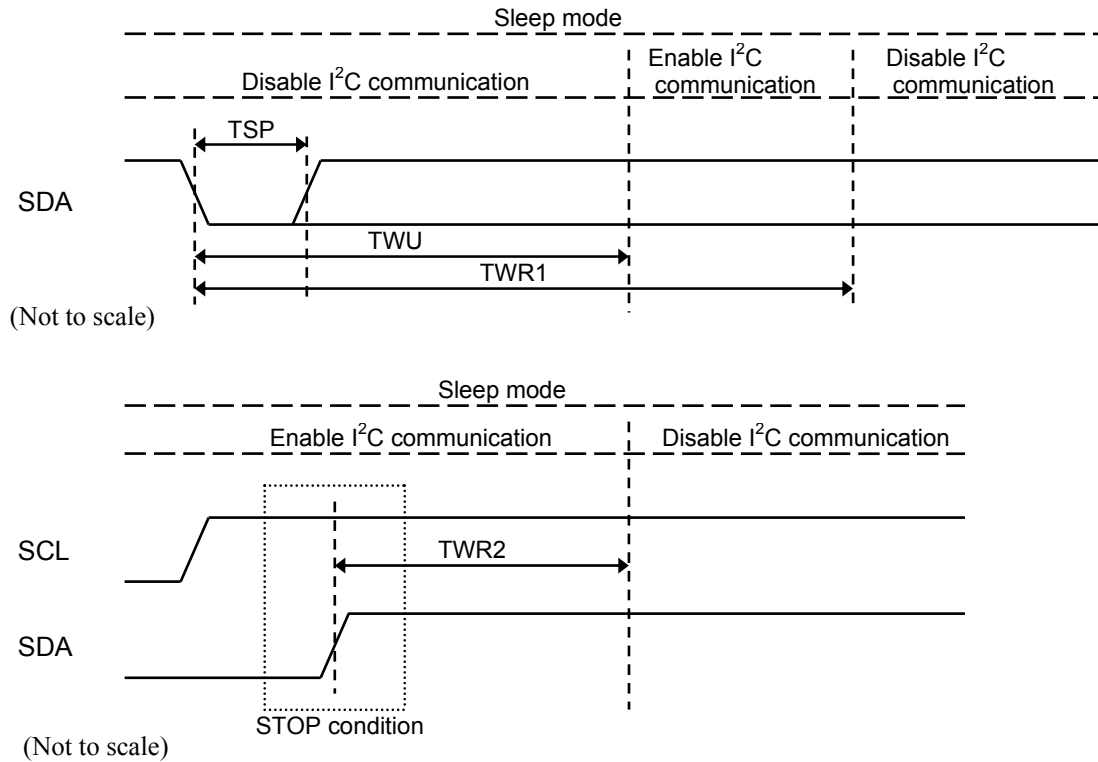 Sleep mode
Disable I²C communication
Enable I²C
communication
Disable I²C
communication
TSP
SDA
TWU
TWR1
(Not to scale)
Sleep mode
Enable I²C communication
Disable I²C communication
SCL
TWR2
SDA
STOP condition
(Not to scale)